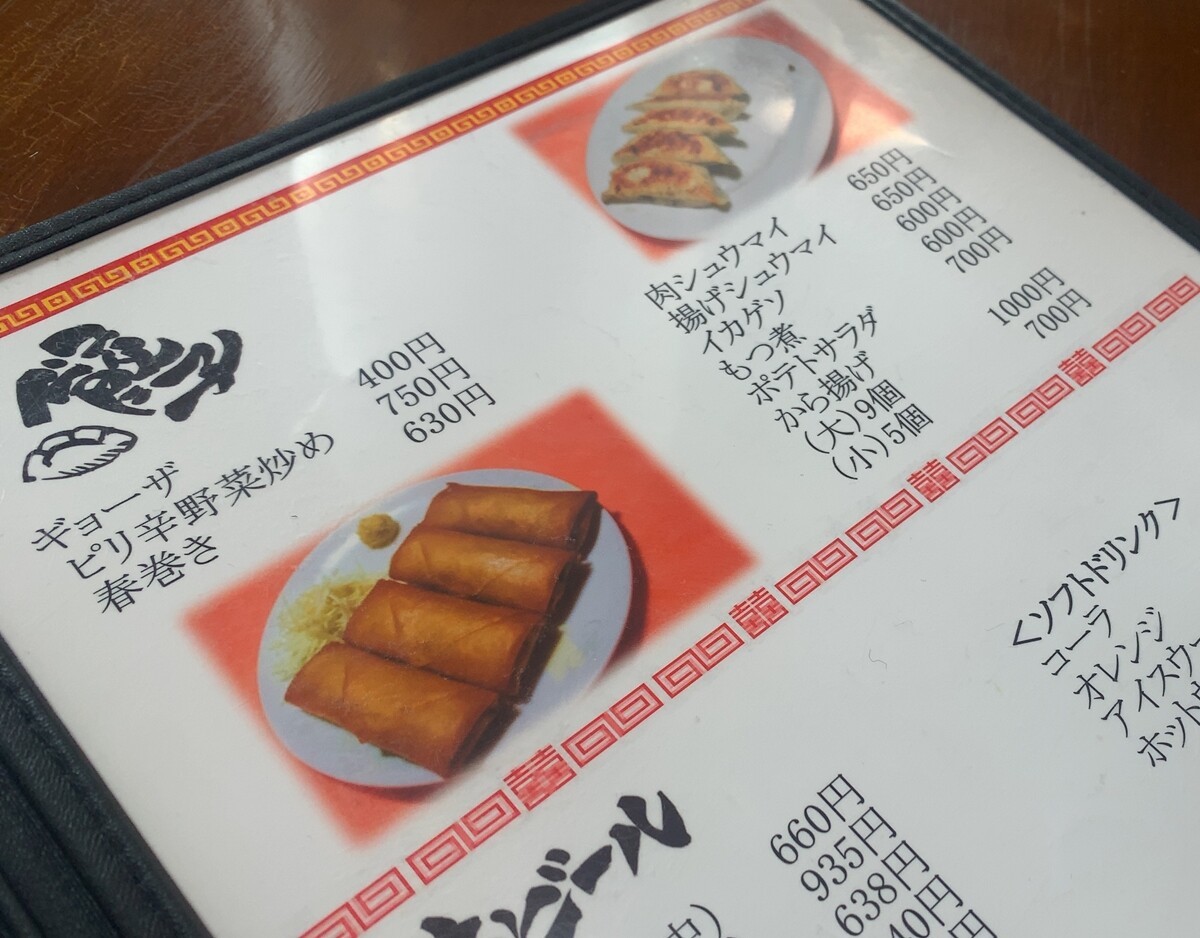 ギョーザ 400円
ピリ辛野菜炒め 750円
春巻き 630円
肉シュウマイ 650円
揚げシュウマイ 650円
イカゲソ 600円
もつ煮 600円
ポテトサラダ 700円
から揚げ
(大)9個 1000円
(小)5個 700円
<ソフトドリンク>
コーラ
オレンジ
ビール
660円
935円
638円